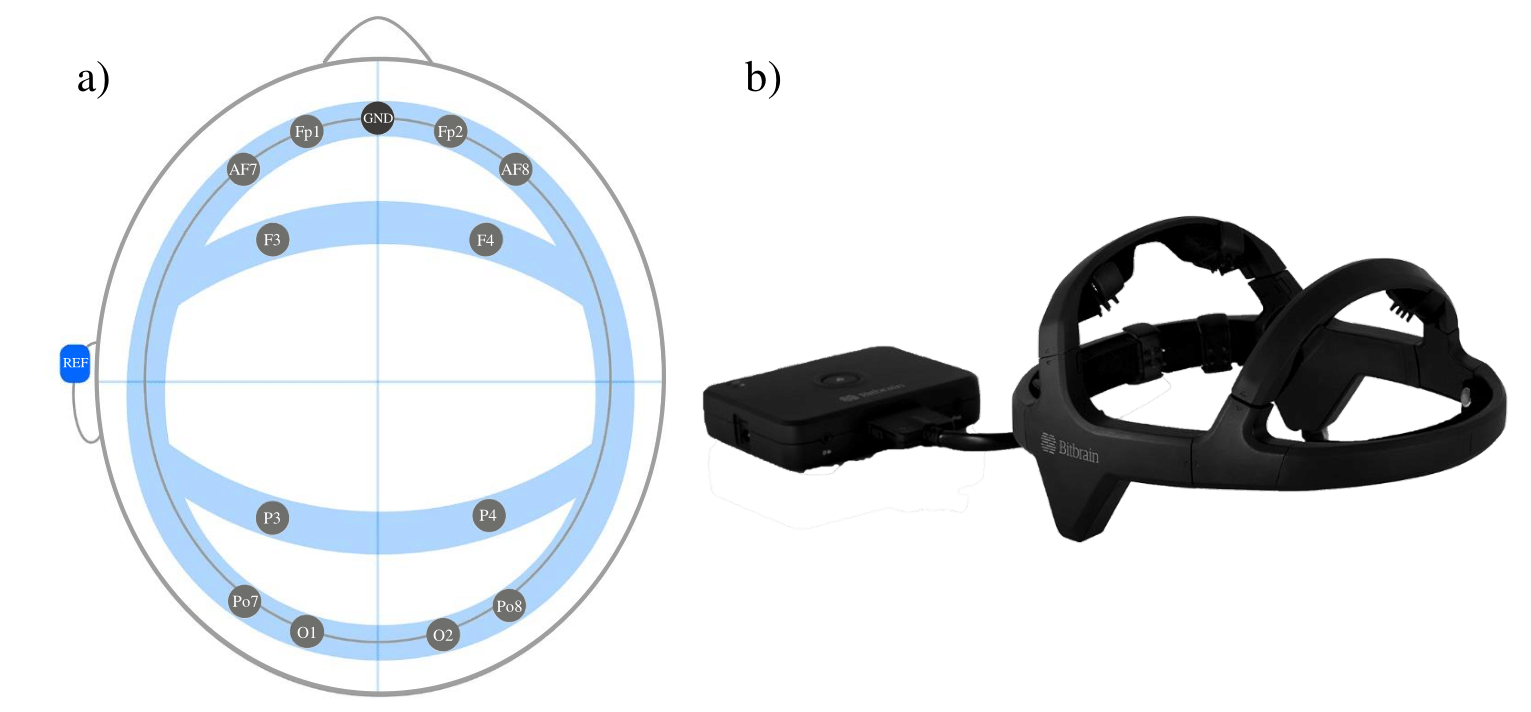 a)
b)
GND
Fp1
Fp2
AF7
AF8
F3
F4
REF
P3
P4
Po7
Po8
O1
O2
Bitbrain
Bitbrain